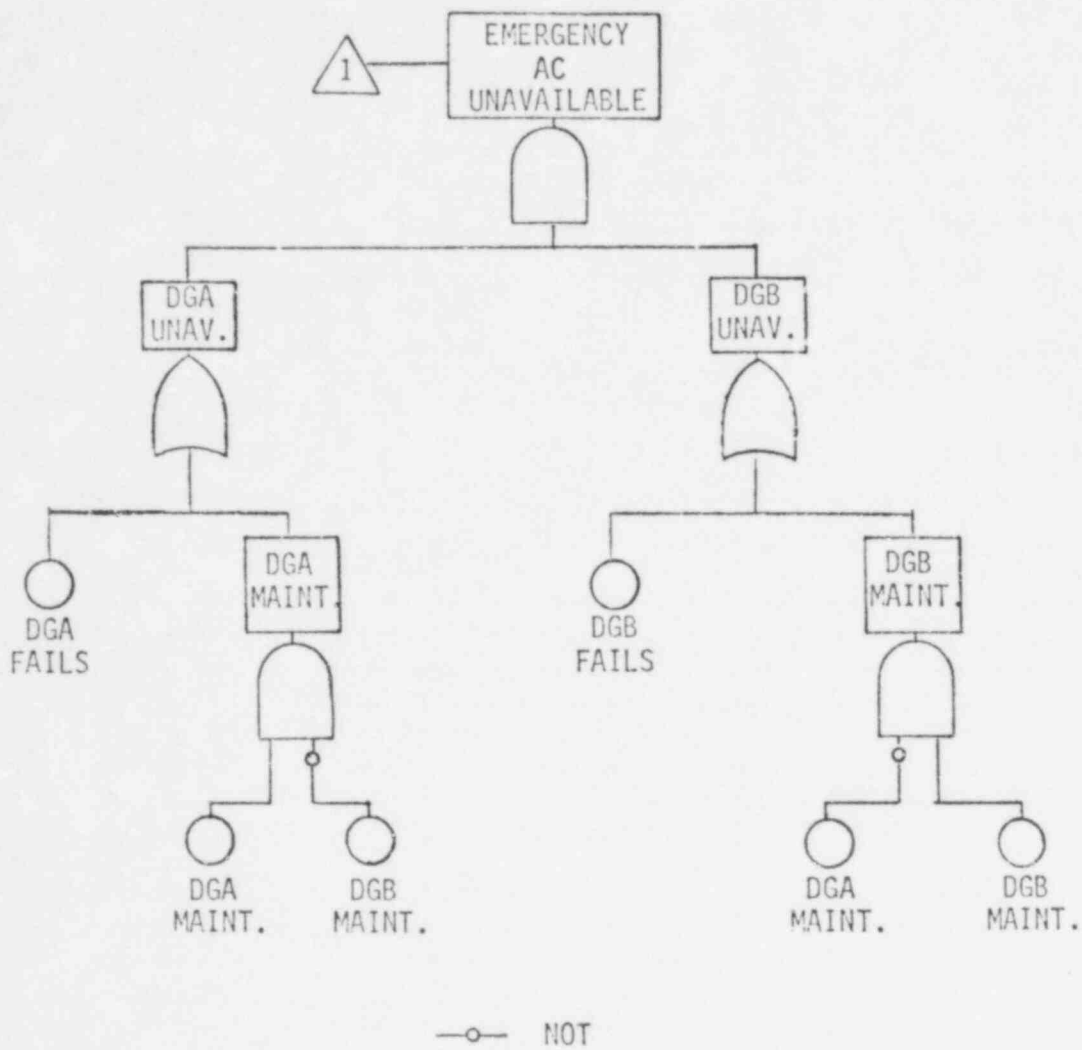 1
EMERGENCY
AC
UNAVAILABLE
DGA
UNAV.
DGB
UNAV.
DGA
FAILS
DGA
MAINT.
DGB
FAILS
DGB
MAINT.
DGA
MAINT.
DGB
MAINT.
DGA
MAINT.
DGB
MAINT.
NOT